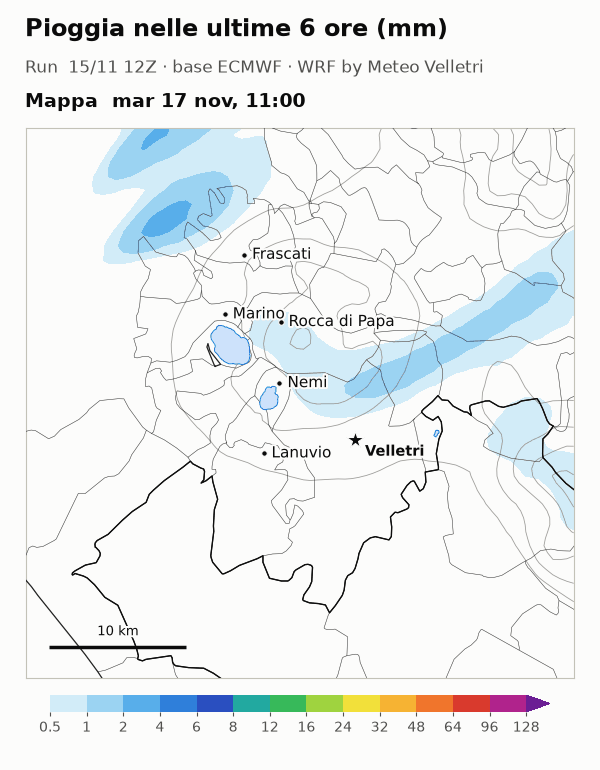 Pioggia nelle ultime 6 ore (mm)
Run  15/11 12Z · base ECMWF · WRF by Meteo Velletri
Mappa  mar 17 nov, 11:00
Frascati
Marino
Rocca di Papa
Nemi
Velletri
Lanuvio
10 km
0.5 1 2 4 6 8 12 16 24 32 48 64 96 128